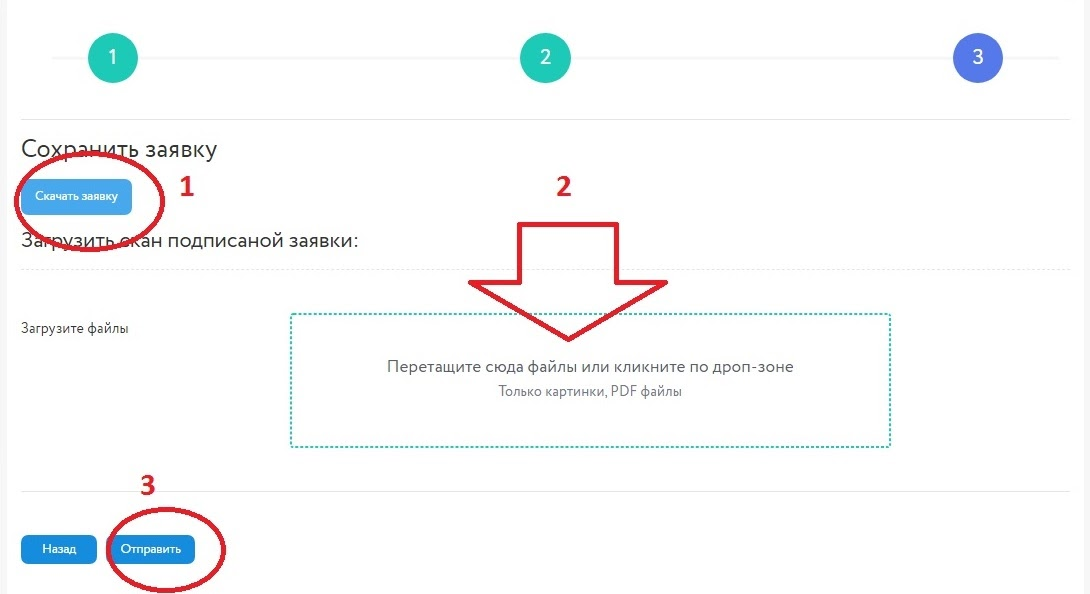 1
2
3
Сохранить заявку
Скачать заявку
1
2
Загрузить скан подписаной заявки:
Загрузите файлы
Перетащите сюда файлы или кликните по дроп-зоне
Только картинки, PDF файлы
3
Назад
Отправить